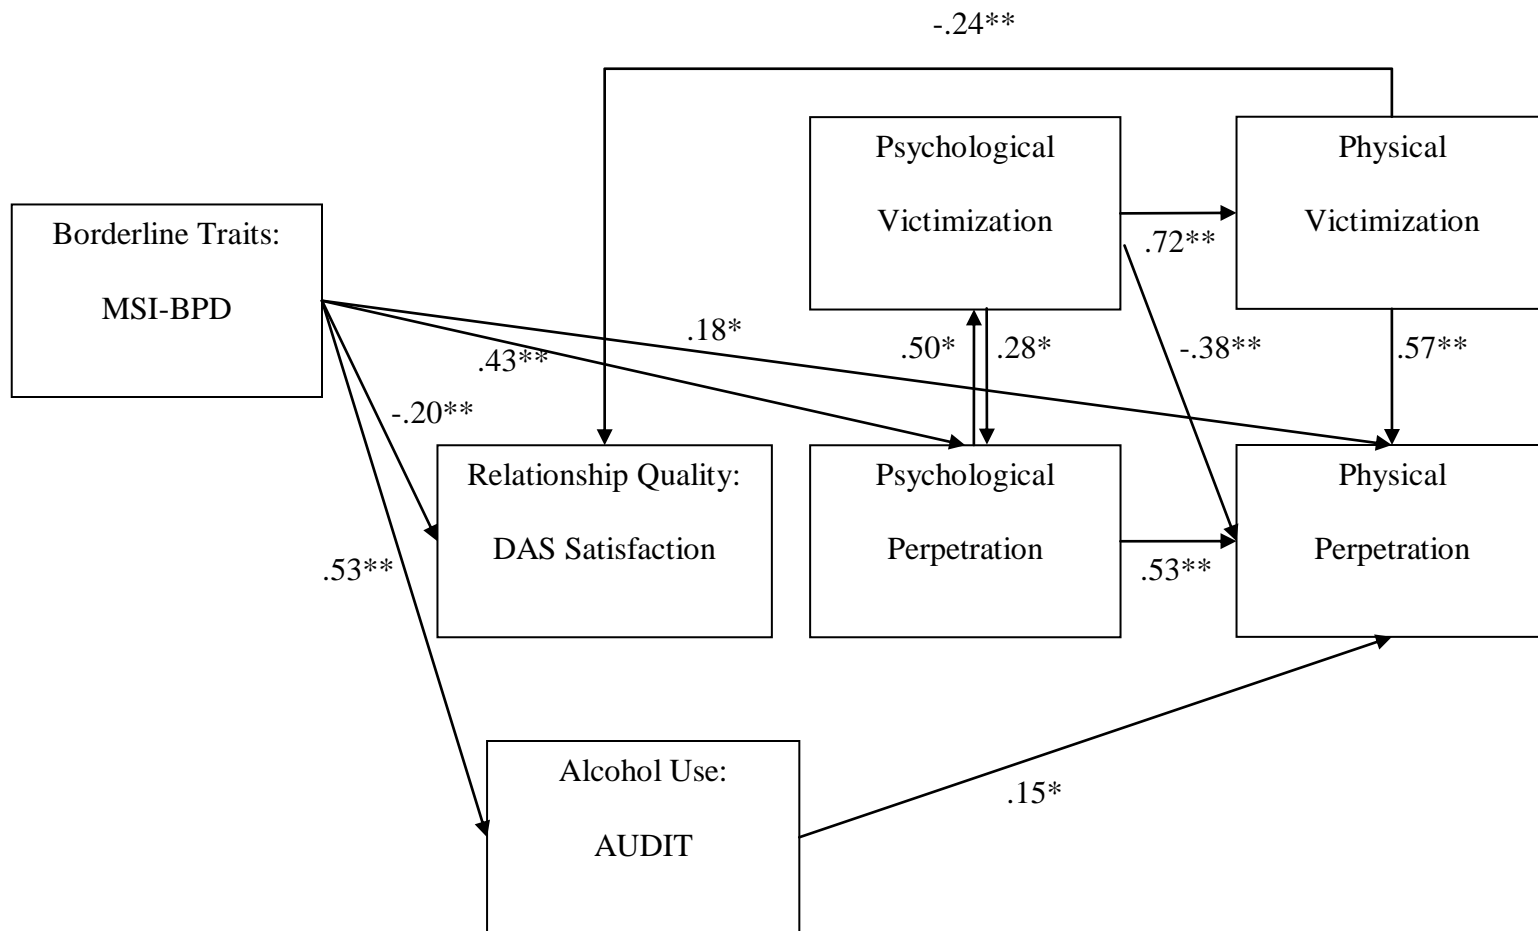 -.24**
Psychological
Victimization
Physical
Victimization
Borderline Traits:
MSI-BPD
.72**
.18*
.43**
.50*
.28*
-.38**
.57**
-.20**
Relationship Quality:
DAS Satisfaction
Psychological
Perpetration
Physical
Perpetration
.53**
.53**
Alcohol Use:
AUDIT
.15*